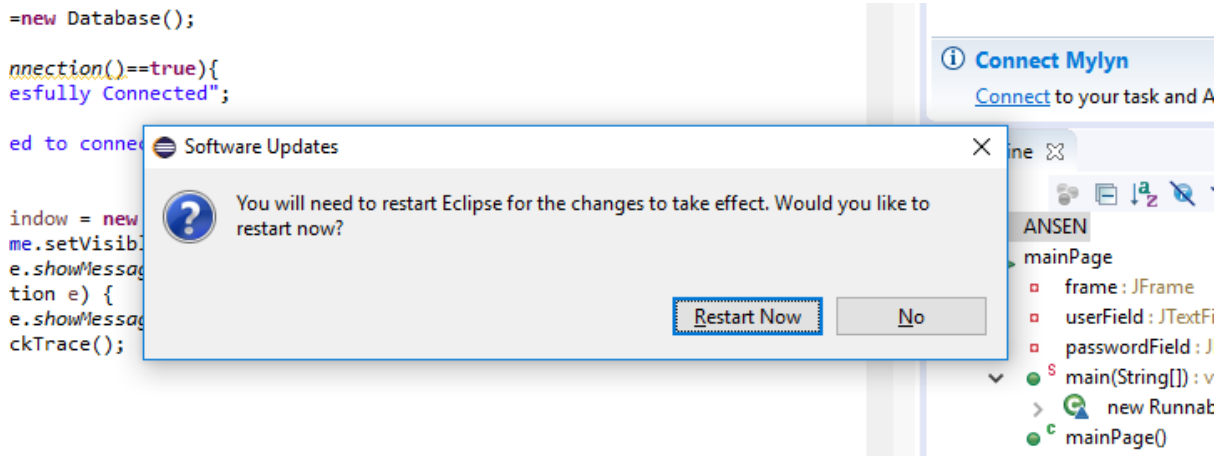 =new Database();
nnection()==true){
esfully Connected";
ed to conne
indow = new
me.setVisib
e.showMessag
tion e) {
e.showMessag
ckTrace();
Software Updates
You will need to restart Eclipse for the changes to take effect. Would you like to
restart now?
Restart Now
No
Connect Mylyn
Connect to your task and A
ine
ANSEN
mainPage
frame : JFrame
userField : JTextFi
passwordField : J
main(String[]) : v
new Runnab
mainPage()